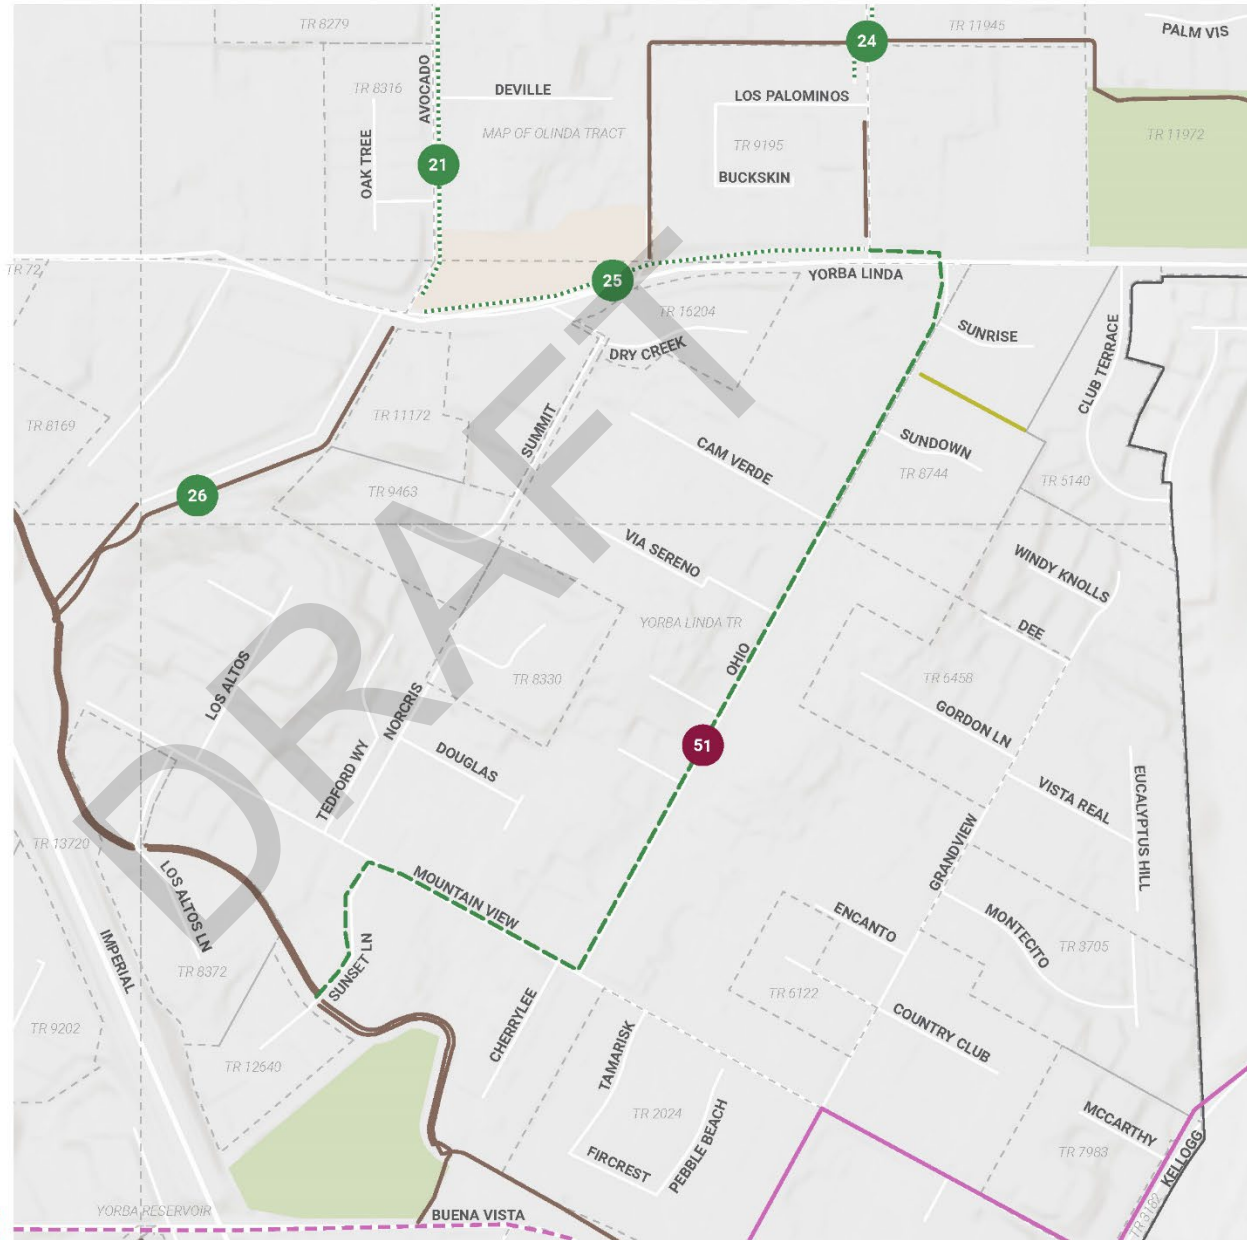 TR 8279
24
TR 11945
PALM VIS
AVOCADO
TR 8316
DEVILLE
LOS PALOMINOS
MAP OF OLINDA TRACT
TR 9195
TR 11972
OAK TREE
21
BUCKSKIN
TR 72
25
YORBA LINDA
TR 15204
SUNRISE
DRY CREEK
CLUB TERRACE
TR 8169
TR 11172
SUMMIT
CAM VERDE
SUNDOWN
TR 8744
TR 5140
26
TR 9463
VIA SERENO
WINDY KNOLLS
DEE
YORBA LINDA TR
OHIO
LOS ALTOS
TR 8330
TR 5458
NORCRIS
GORDON LN
51
DOUGLAS
TEDFORD WY
VISTA REAL
EUCALYPTUS HILL
TR 13720
GRANDVIEW
MOUNTAIN VIEW
LOS ALTOS LN
ENCANTO
MONTECITO
TR 3705
IMPERIAL
TR 8372
SUNSET LN
TR 5122
TR 9202
CHERRYLEE
COUNTRY CLUB
TR 12640
TAMARISK
TR 2024
PEBBLE BEACH
MCCARTHY
TR 7983
FIRCREST
KELLOGG
TR 3182
YORBA RESERVOIR
BUENA VISTA
DRAFT